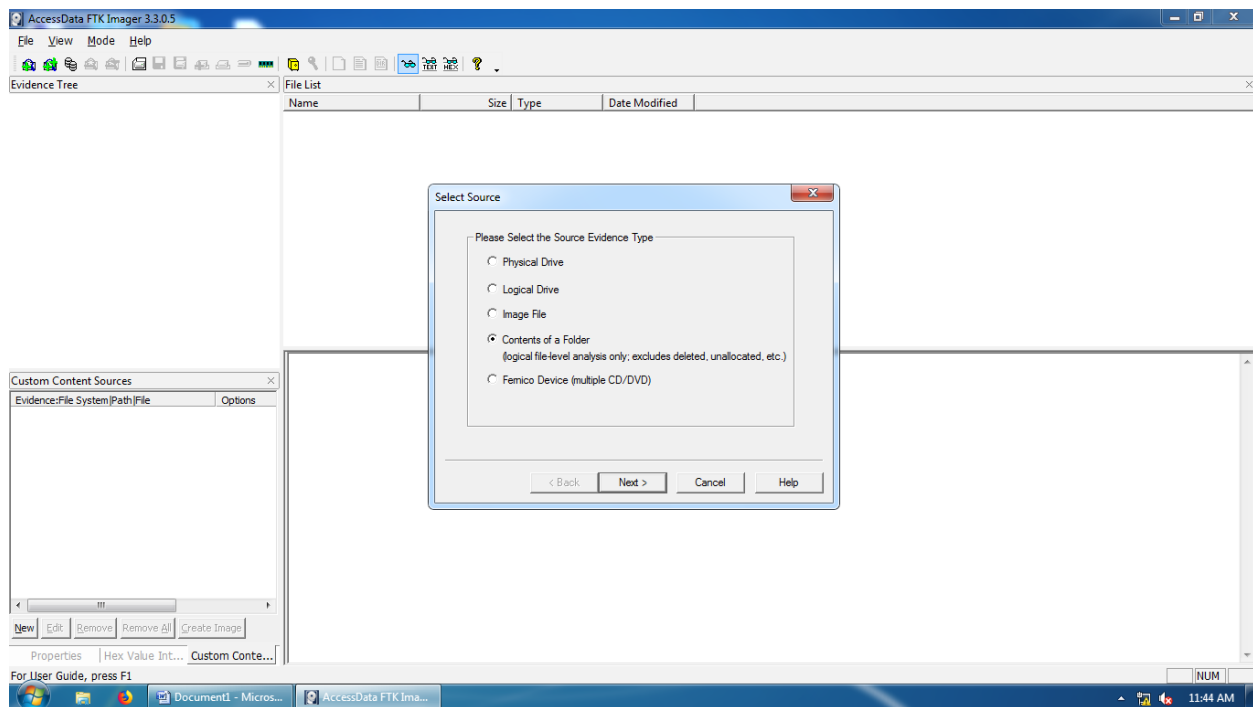 AccessData FTK Imager 3.3.0.5
File View Mode Help
Evidence Tree
File List
Name Size Type Date Modified
Select Source
Please Select the Source Evidence Type
Physical Drive
Logical Drive
Image File
Contents of a Folder
(logical file-level analysis only; excludes deleted, unallocated, etc.)
Fernico Device (multiple CD/DVD)
< Back Next > Cancel Help
Custom Content Sources
Evidence:File System|Path|File Options
New Edit Remove Remove All Create Image
Properties Hex Value Int... Custom Conte...
For User Guide, press F1
NUM
Document1 - Micros... AccessData FTK Ima... 11:44 AM